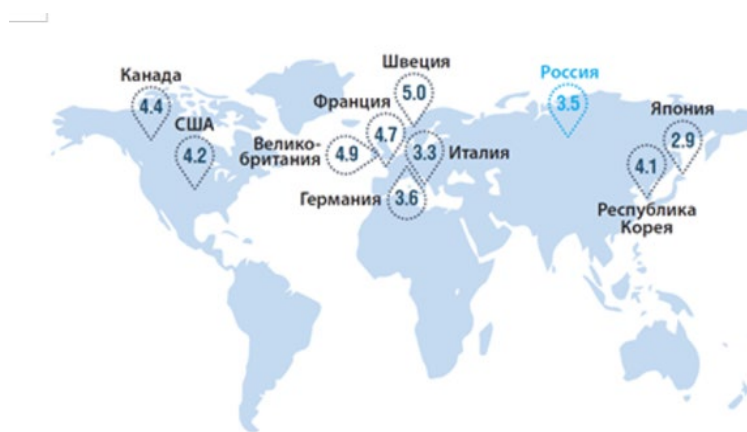 Канада
4.4
США
4.2
Швеция
5.0
Франция
4.7
Велико-
британия
4.9
3.3 Италия
Германия 3.6
Россия
3.5
Япония
2.9
4.1
Республика
Корея